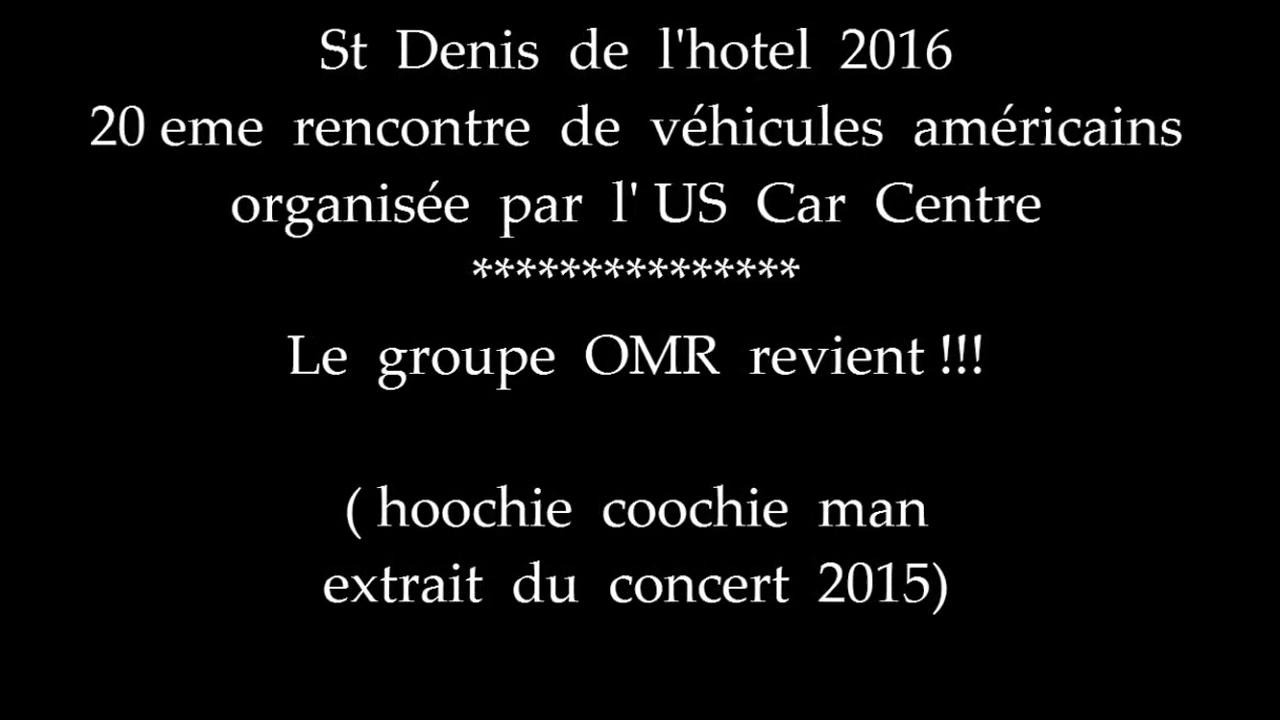 St Denis de l'hotel 2016
20 eme rencontre de véhicules américains
organisée par l' US Car Centre
***************
Le groupe OMR revient !!!
( hoochie coochie man
extrait du concert 2015)